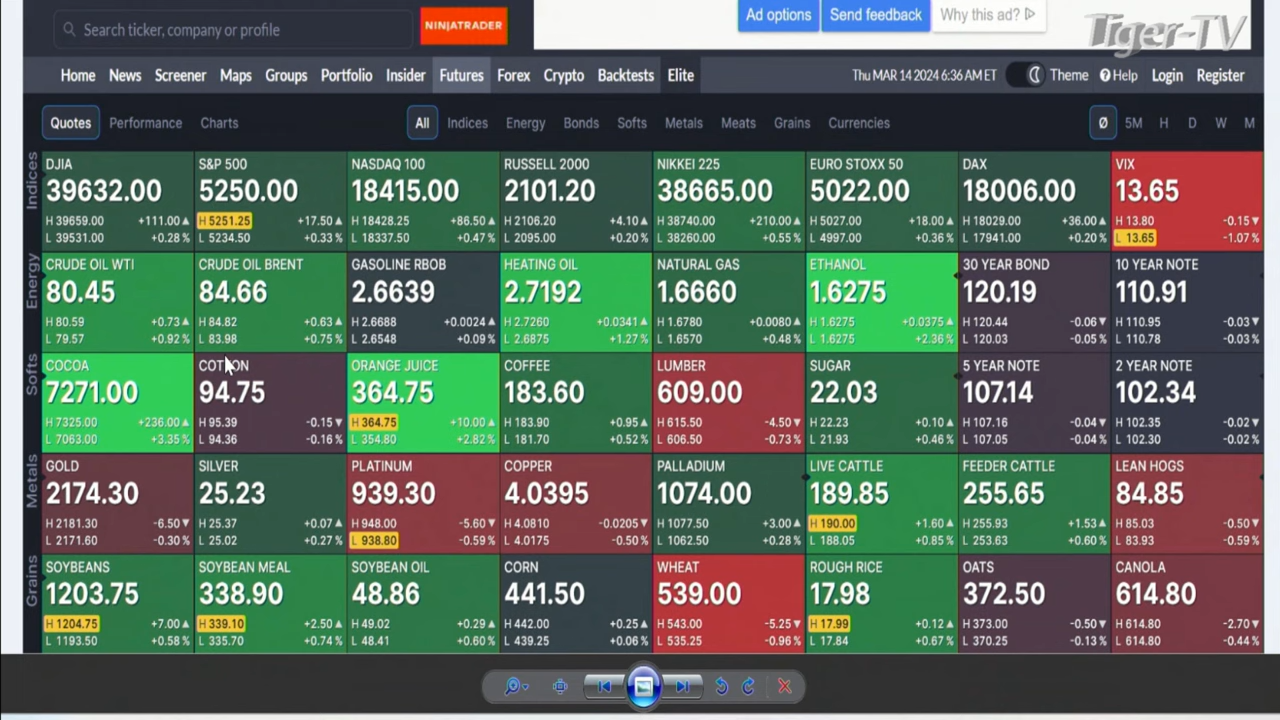 Search ticker, company or profile
NINJATRADER
Ad options
Send feedback
Why this ad?
Tiger-TV
Home News Screener Maps Groups Portfolio Insider Futures Forex Crypto Backtests Elite
Thu MAR 14 2024 6:36 AM ET
Theme
Help
Login
Register
Quotes Performance Charts
All Indices Energy Bonds Softs Metals Meats Grains Currencies
Ø 5M H D W M
Indices
DJIA
39632.00
H 39659.00 +111.00▲
L 39531.00 +0.28%
S&P 500
5250.00
H 5251.25 +17.50▲
L 5234.50 +0.33%
NASDAQ 100
18415.00
H 18428.25 +86.50▲
L 18337.50 +0.47%
RUSSELL 2000
2101.20
H 2106.20 +4.10▲
L 2095.00 +0.20%
NIKKEI 225
38665.00
H 38740.00 +210.00▲
L 38260.00 +0.55%
EURO STOXX 50
5022.00
H 5027.00 +18.00▲
L 4997.00 +0.36%
DAX
18006.00
H 18029.00 +36.00▲
L 17941.00 +0.20%
VIX
13.65
H 13.80 -0.15▼
L 13.65 -1.07%
Energy
CRUDE OIL WTI
80.45
H 80.59 +0.73▲
L 79.57 +0.92%
CRUDE OIL BRENT
84.66
H 84.82 +0.63▲
L 83.98 +0.75%
GASOLINE RBOB
2.6639
H 2.6688 +0.0024▲
L 2.6548 +0.09%
HEATING OIL
2.7192
H 2.7260 +0.0341▲
L 2.6875 +1.27%
NATURAL GAS
1.6660
H 1.6780 +0.0080▲
L 1.6570 +0.48%
ETHANOL
1.6275
H 1.6275 +0.0375▲
L 1.6275 +2.36%
30 YEAR BOND
120.19
H 120.44 -0.06▼
L 120.03 -0.05%
10 YEAR NOTE
110.91
H 110.95 -0.03▼
L 110.78 -0.03%
Softs
COCOA
7271.00
H 7325.00 +236.00▲
L 7063.00 +3.35%
COTTON
94.75
H 95.39 -0.15▼
L 94.36 -0.16%
ORANGE JUICE
364.75
H 364.75 +10.00▲
L 354.80 +2.82%
COFFEE
183.60
H 183.90 +0.95▲
L 181.70 +0.52%
LUMBER
609.00
H 615.50 -4.50▼
L 606.50 -0.73%
SUGAR
22.03
H 22.23 +0.10▲
L 21.93 +0.46%
5 YEAR NOTE
107.14
H 107.16 -0.04▼
L 107.05 -0.04%
2 YEAR NOTE
102.34
H 102.35 -0.02▼
L 102.30 -0.02%
Metals
GOLD
2174.30
H 2181.30 -6.50▼
L 2171.60 -0.30%
SILVER
25.23
H 25.37 +0.07▲
L 25.02 +0.27%
PLATINUM
939.30
H 948.00 -5.60▼
L 938.80 -0.59%
COPPER
4.0395
H 4.0810 -0.0205▼
L 4.0175 -0.50%
PALLADIUM
1074.00
H 1077.50 +3.00▲
L 1062.50 +0.28%
LIVE CATTLE
189.85
H 190.00 +1.60▲
L 188.05 +0.85%
FEEDER CATTLE
255.65
H 255.93 +1.53▲
L 253.63 +0.60%
LEAN HOGS
84.85
H 85.03 -0.50▼
L 83.93 -0.59%
Grains
SOYBEANS
1203.75
H 1204.75 +7.00▲
L 1193.50 +0.58%
SOYBEAN MEAL
338.90
H 339.10 +2.50▲
L 335.70 +0.74%
SOYBEAN OIL
48.86
H 49.02 +0.29▲
L 48.41 +0.60%
CORN
441.50
H 442.00 +0.25▲
L 439.25 +0.06%
WHEAT
539.00
H 543.00 -5.25▼
L 535.25 -0.96%
ROUGH RICE
17.98
H 17.99 +0.12▲
L 17.84 +0.67%
OATS
372.50
H 373.00 -0.50▼
L 370.25 -0.13%
CANOLA
614.80
H 614.80 -2.70▼
L 614.80 -0.44%